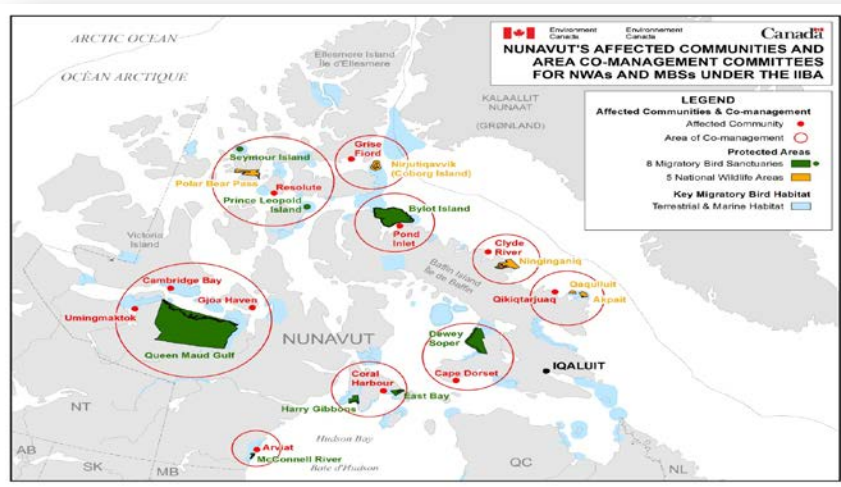 ARCTIC OCEAN
OCÉAN ARCTIQUE
Ellesmere Island
Île d'Ellesmere
Environment
Canada
Environnement
Canada
Canada
NUNAVUT'S AFFECTED COMMUNITIES AND
AREA CO-MANAGEMENT COMMITTEES
FOR NWAs AND MBSs UNDER THE IIBA
KALAALLIT
NUNAAT
(GRØNLAND)
LEGEND
Affected Communities & Co-management
Affected Community
Area of Co-management
Protected Areas
8 Migratory Bird Sanctuaries
5 National Wildlife Areas
Key Migratory Bird Habitat
Terrestrial & Marine Habitat
Seymour Island
Polar Bear Pass
Resolute
Prince Leopold
Island
Grise
Fiord
Nirjutiqavvik
(Coborg Island)
Bylot Island
Pond
Inlet
Victoria
Island
Clyde
River
Ninginganiq
Baffin Island
Île de Baffin
Qaqulluit
Akpait
Qikiqtarjuaq
Cambridge Bay
Gjoa Haven
Umingmaktok
Queen Maud Gulf
NUNAVUT
Dewey
Soper
Cape Dorset
IQALUIT
Coral
Harbour
East Bay
Harry Gibbons
Hudson Bay
Baie d'Hudson
Arviat
McConnell River
NT
AB
SK
MB
QC
NL